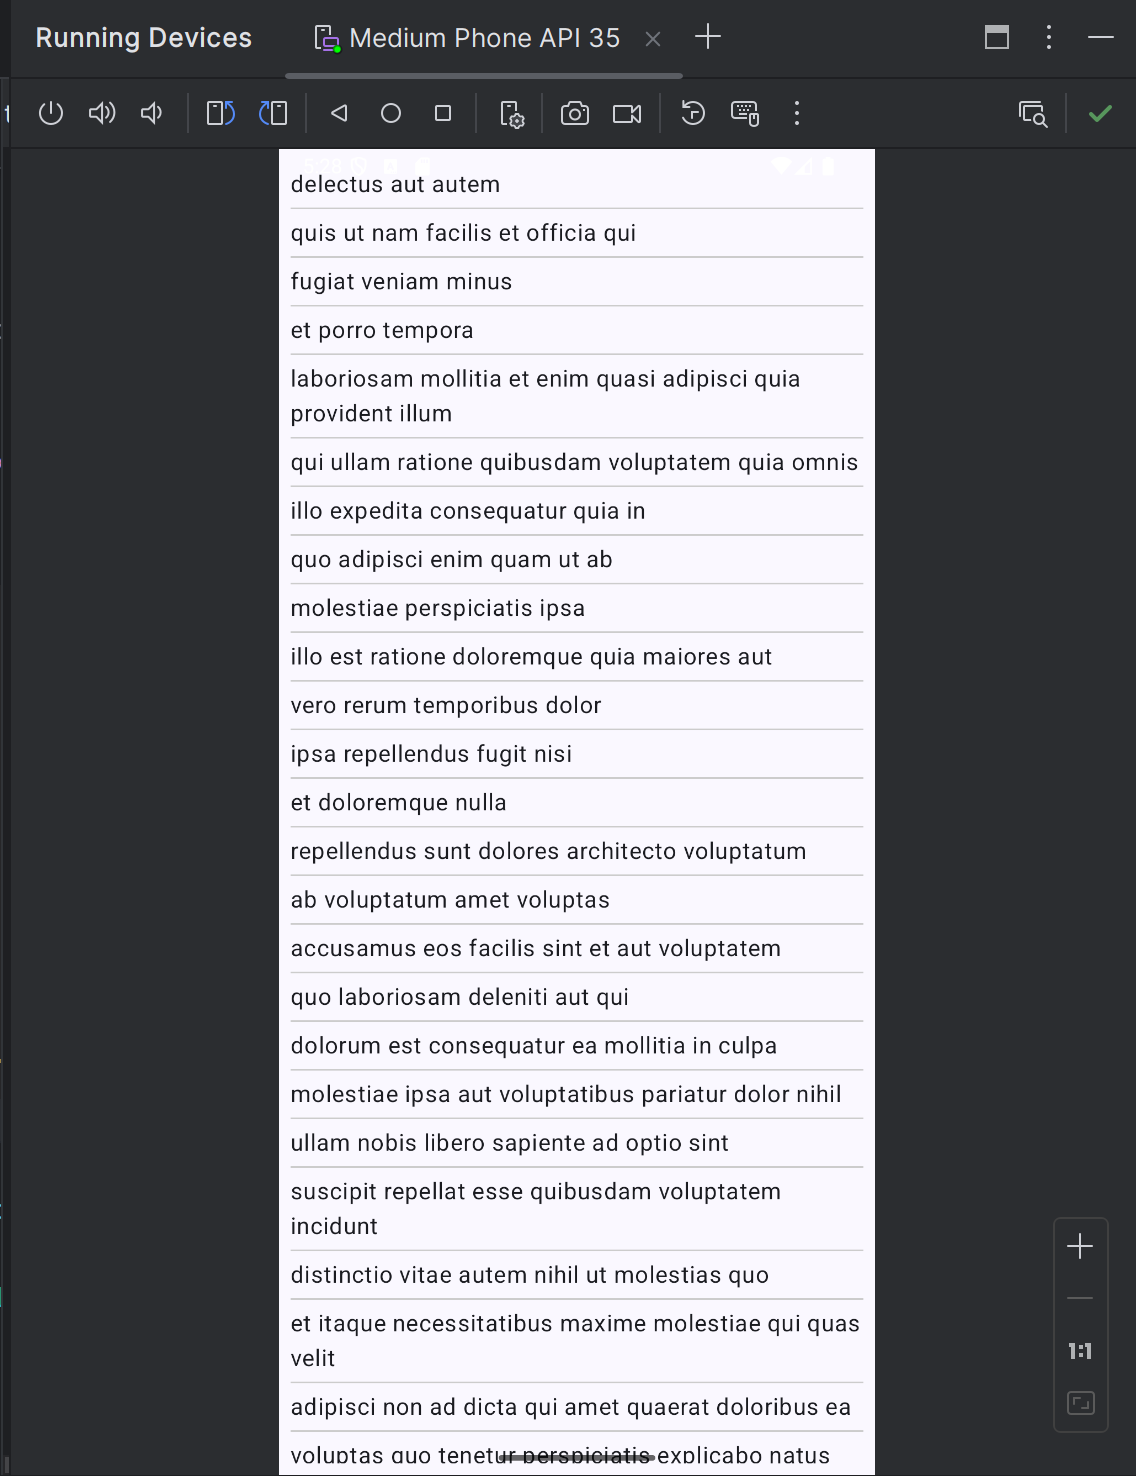 Running Devices
Medium Phone API 35
5:28
delectus aut autem
quis ut nam facilis et officia qui
fugiat veniam minus
et porro tempora
laboriosam mollitia et enim quasi adipisci quia
provident illum
qui ullam ratione quibusdam voluptatem quia omnis
illo expedita consequatur quia in
quo adipisci enim quam ut ab
molestiae perspiciatis ipsa
illo est ratione doloremque quia maiores aut
vero rerum temporibus dolor
ipsa repellendus fugit nisi
et doloremque nulla
repellendus sunt dolores architecto voluptatum
ab voluptatum amet voluptas
accusamus eos facilis sint et aut voluptatem
quo laboriosam deleniti aut qui
dolorum est consequatur ea mollitia in culpa
molestiae ipsa aut voluptatibus pariatur dolor nihil
ullam nobis libero sapiente ad optio sint
suscipit repellat esse quibusdam voluptatem
incidunt
distinctio vitae autem nihil ut molestias quo
et itaque necessitatibus maxime molestiae qui quas
velit
adipisci non ad dicta qui amet quaerat doloribus ea
voluptas quo tenetur perspiciatis explicabo natus
1:1